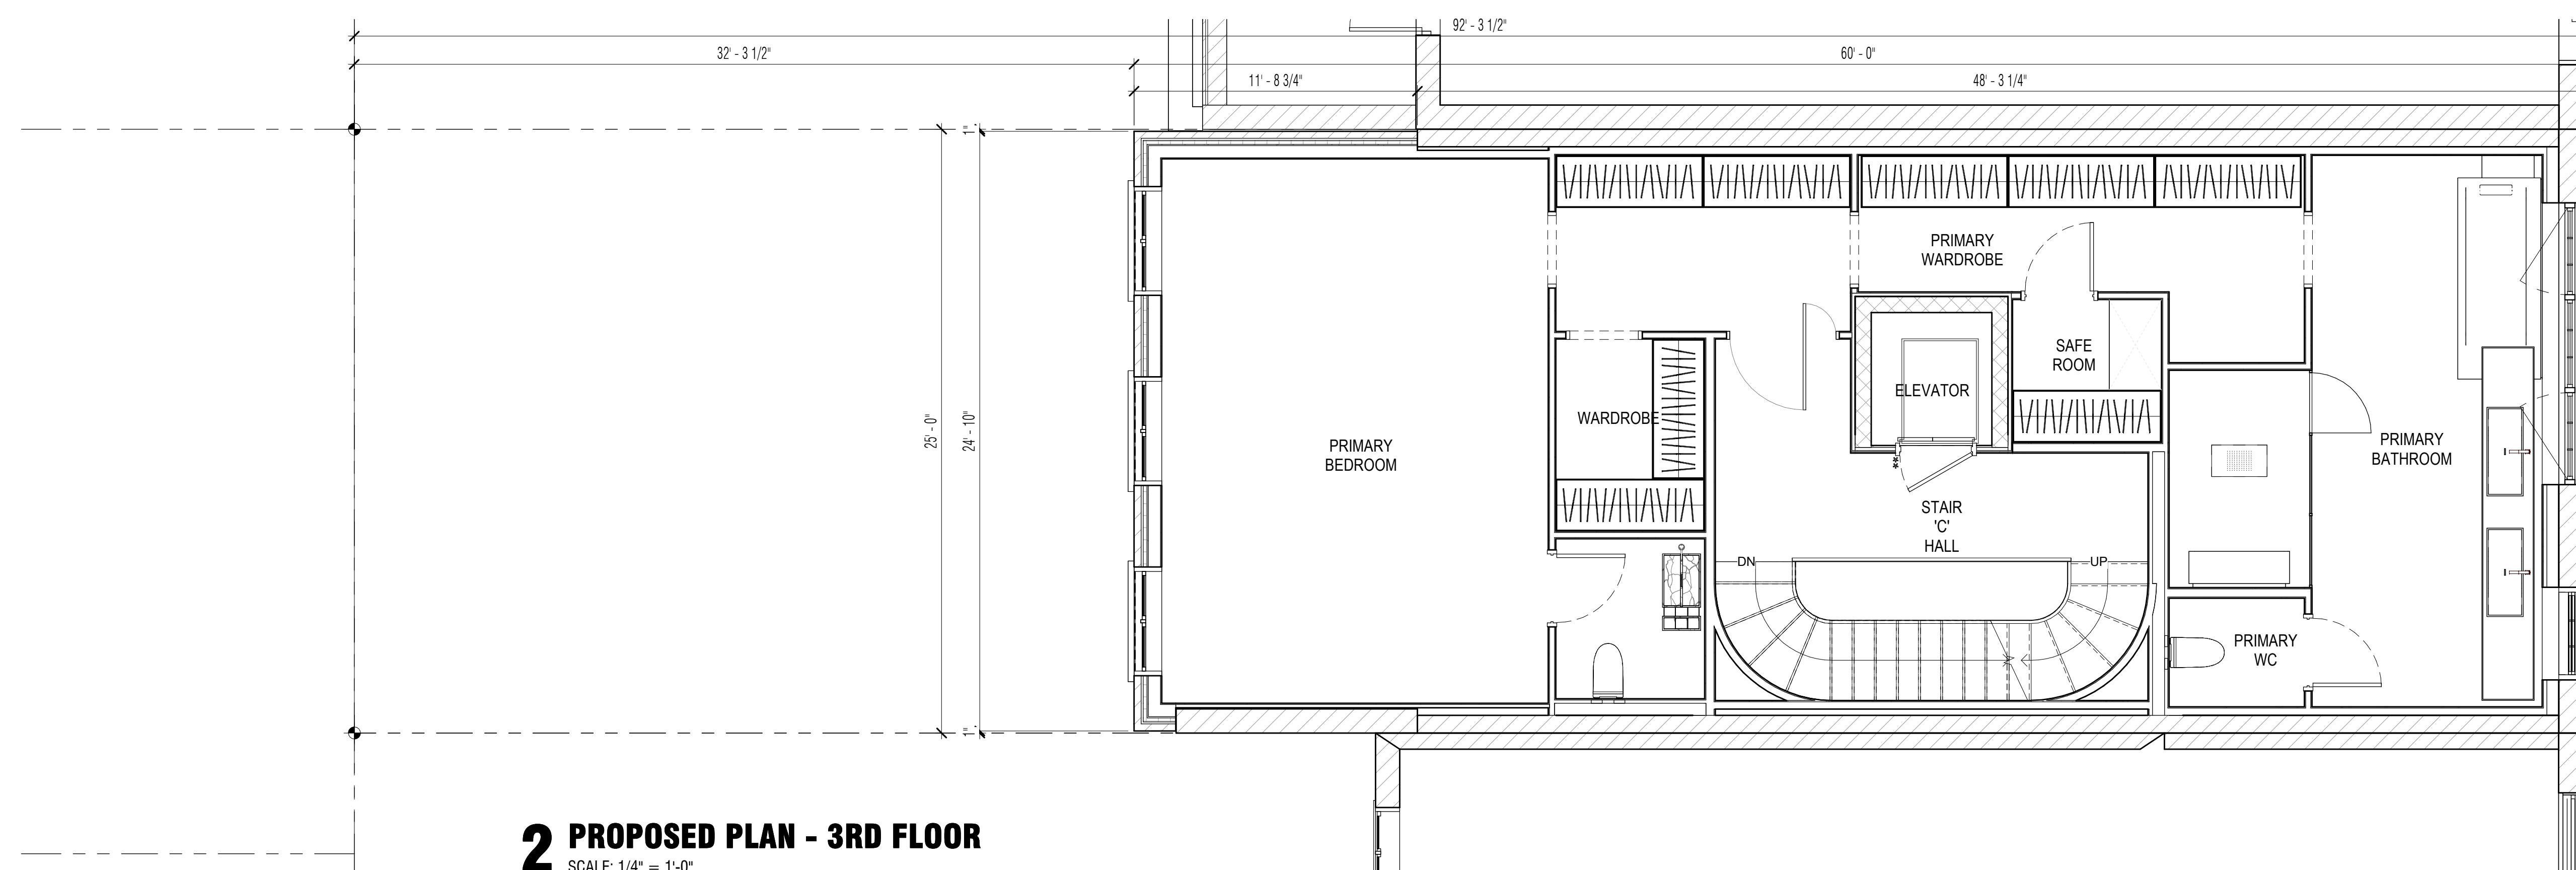 92' - 3 1/2"
32' - 3 1/2"
60' - 0"
11' - 8 3/4"
48' - 3 1/4"
1"
25' - 0"
24' - 10"
1"
PRIMARY
BEDROOM
PRIMARY
WARDROBE
WARDROBE
ELEVATOR
**
SAFE
ROOM
STAIR
'C'
HALL
DN
UP
PRIMARY
BATHROOM
PRIMARY
WC
2 PROPOSED PLAN - 3RD FLOOR
SCALE: 1/4" = 1'-0"